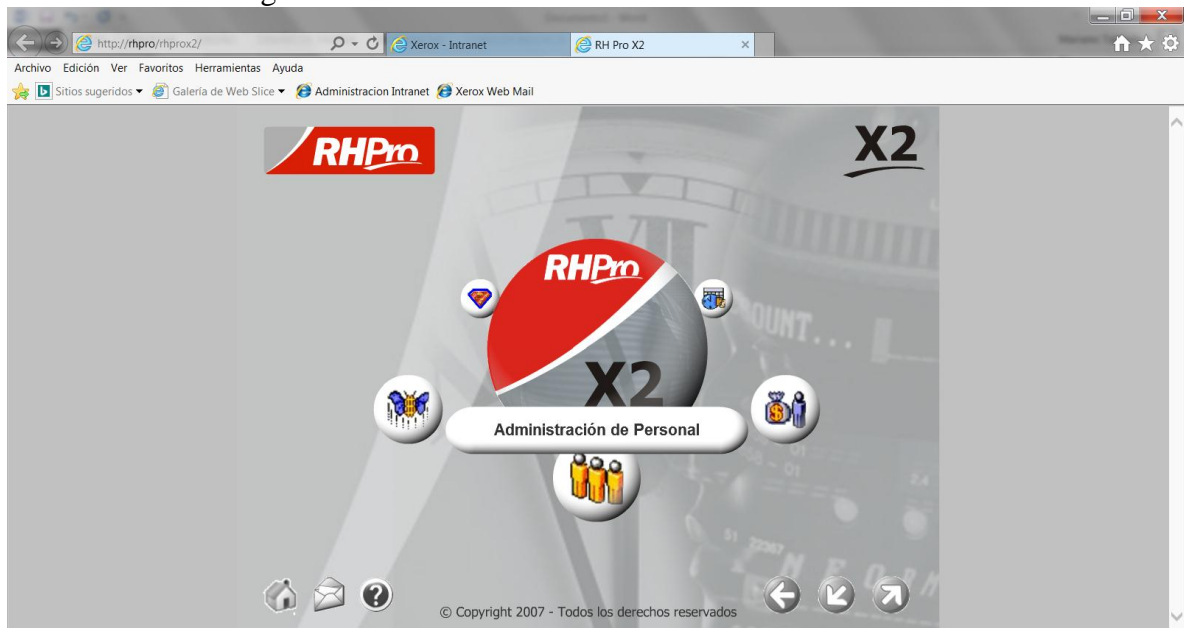 http://rhpro/rhprox2/
Xerox - Intranet
RH Pro X2
Archivo Edición Ver Favoritos Herramientas Ayuda
Sitios sugeridos Galería de Web Slice Administracion Intranet Xerox Web Mail
RHPro
X2
RHPro
OUNT...
X2
Administración de Personal
© Copyright 2007 - Todos los derechos reservados